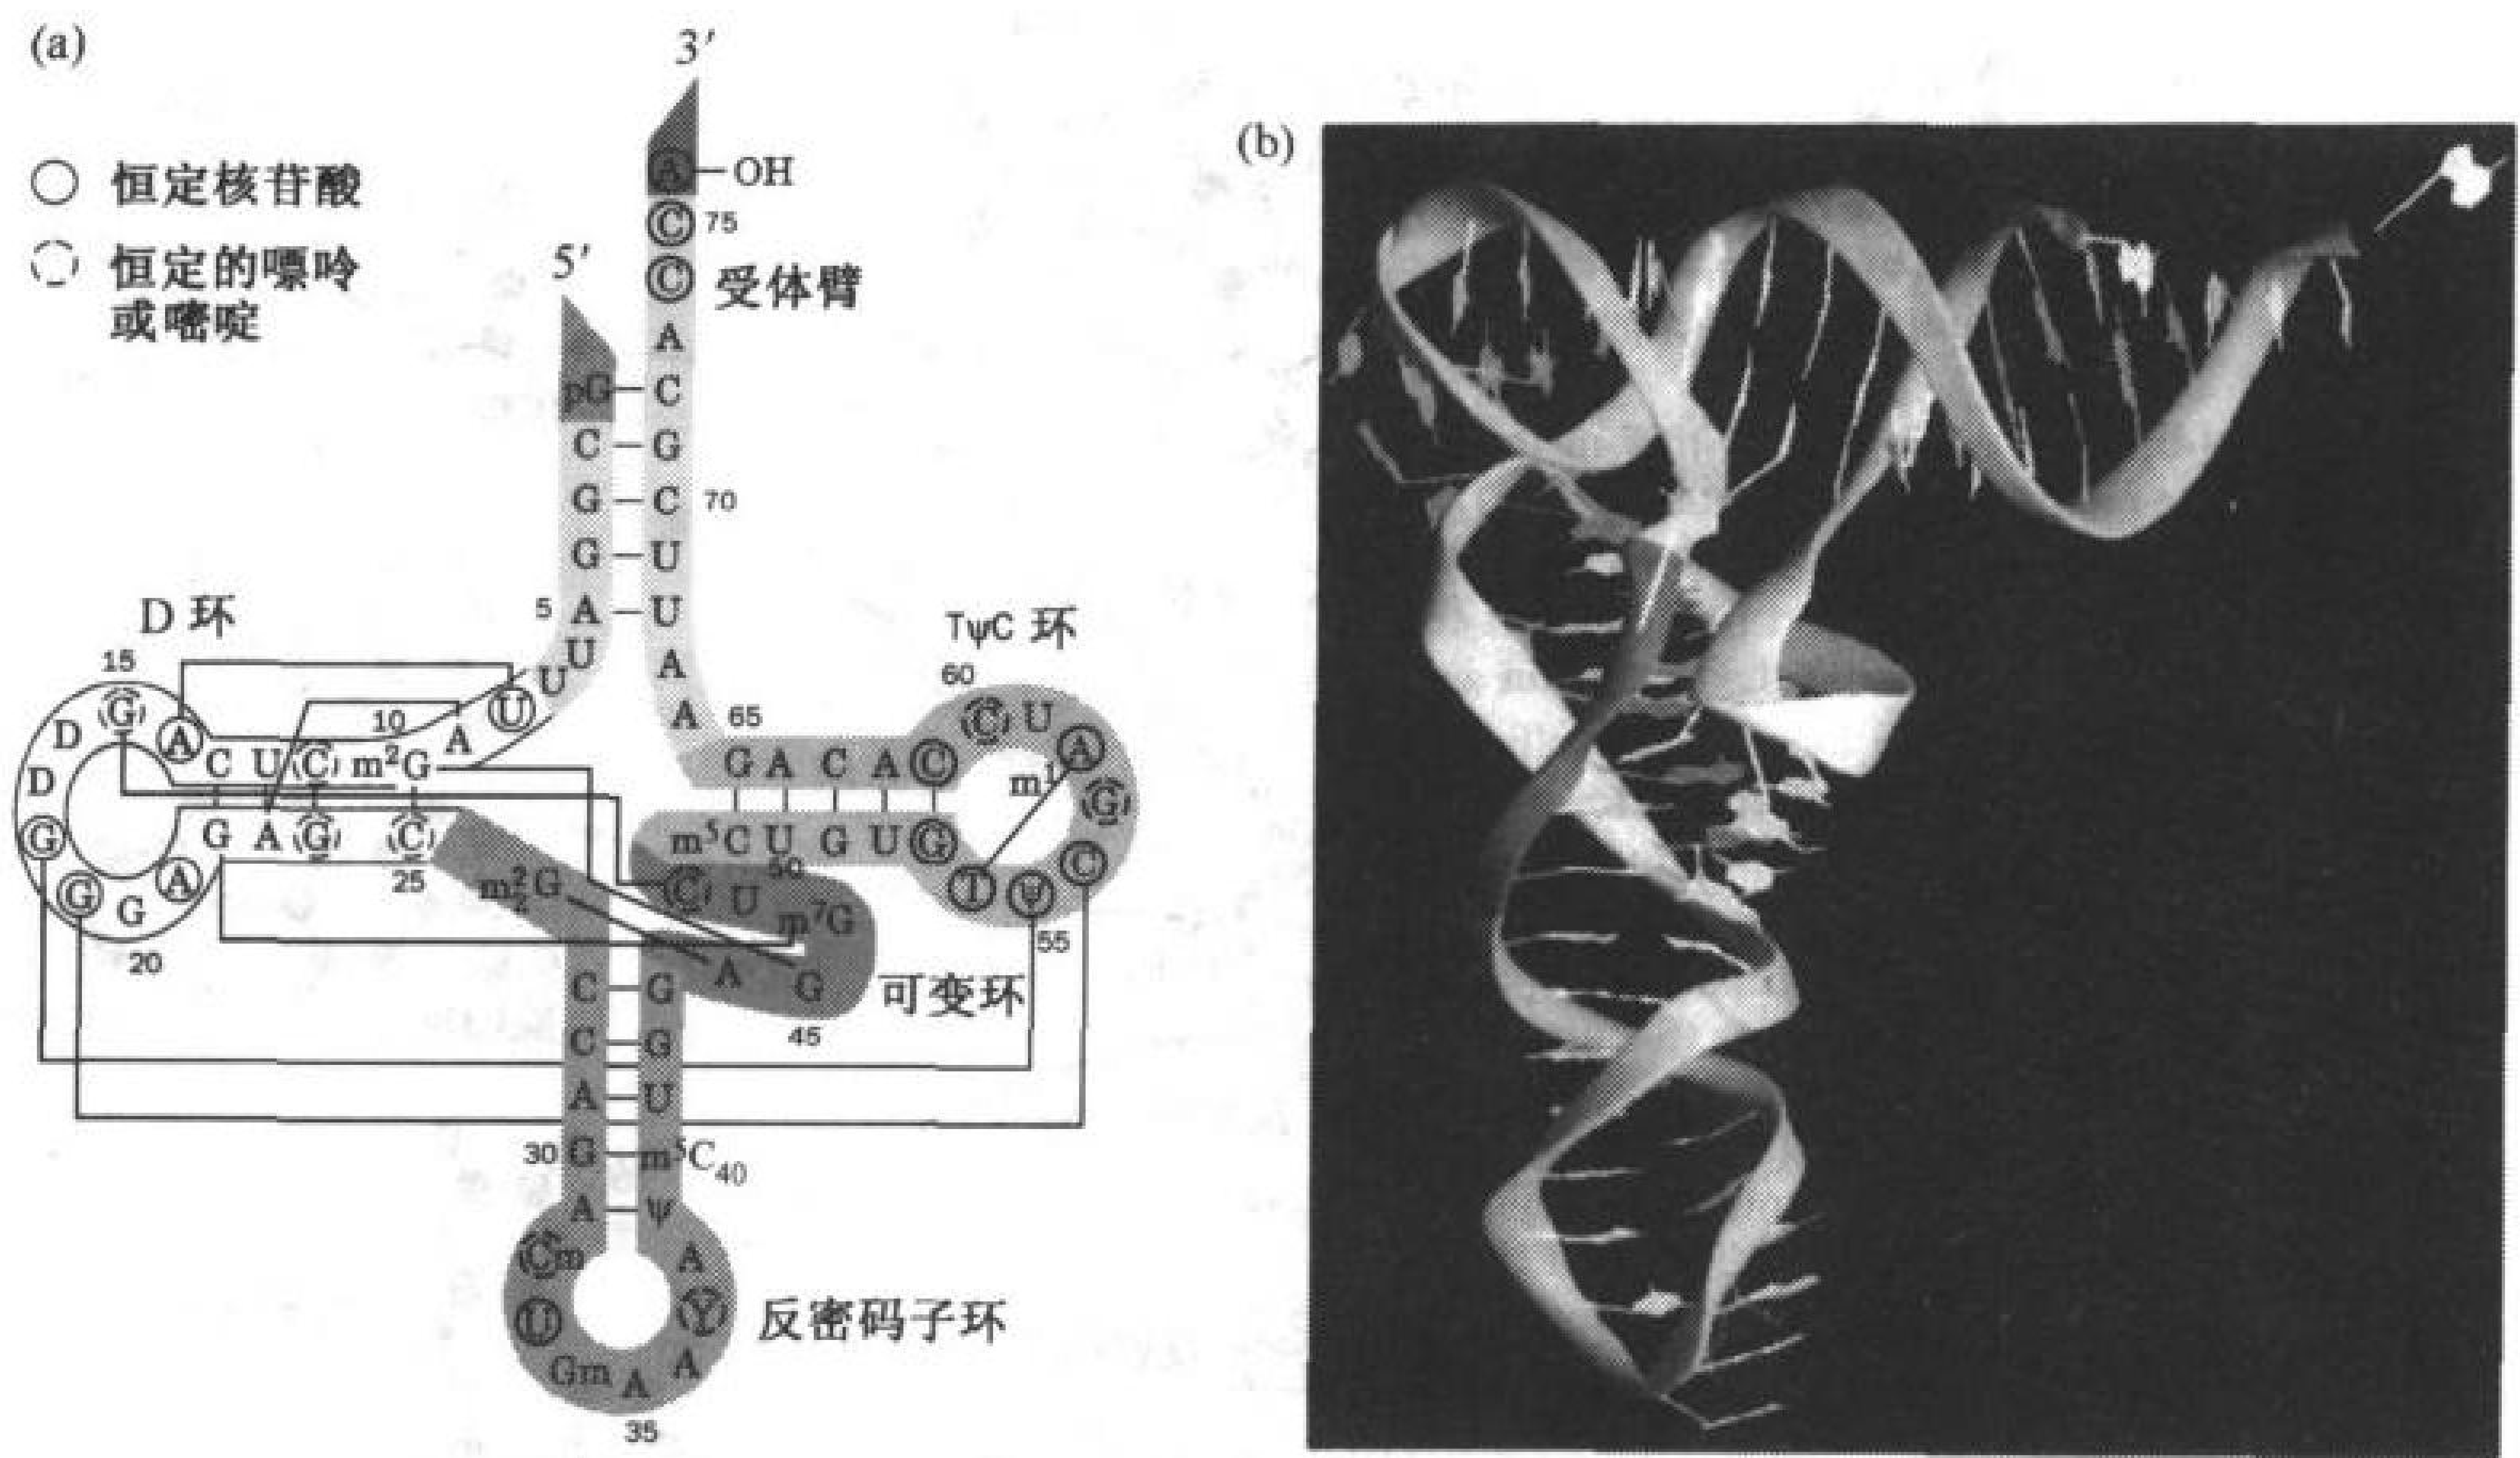 (a)
3′
A OH
C 75
C 受体臂
A
恒定核苷酸
恒定的嘌呤
或嘧啶
5′
pG C
C G
G C 70
G U
5 A U
U A
U A 65
U
A
D 环
15
G
D A
D
G
G
G
A
20
10
C U C m²G
G A G C
25
TψC 环
60
C U
A
m¹
G
C
ψ
T
55
G A C A C
m⁵C U G U G
50
m²₂G
C U m⁷G
A G
45
可变环
C G
C G
A U
30 G m⁵C₄₀
A ψ
Cm A
U Y
Gm A A
35
反密码子环
(b)